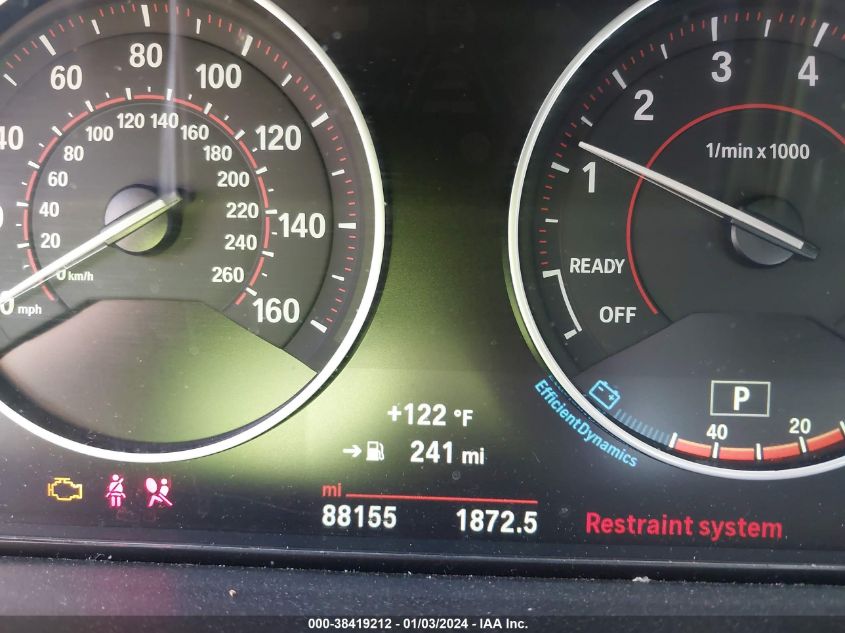 60 80 100 120 140 160
0 mph
20 40 60 80 100 120 140 160 180 200 220 240 260
0 km/h
1 2 3 4
1/min x 1000
READY
OFF
P
40 20
EfficientDynamics
+122 °F
➔ 241 mi
mi
88155 1872.5
Restraint system
000-38419212 - 01/03/2024 - IAA Inc.